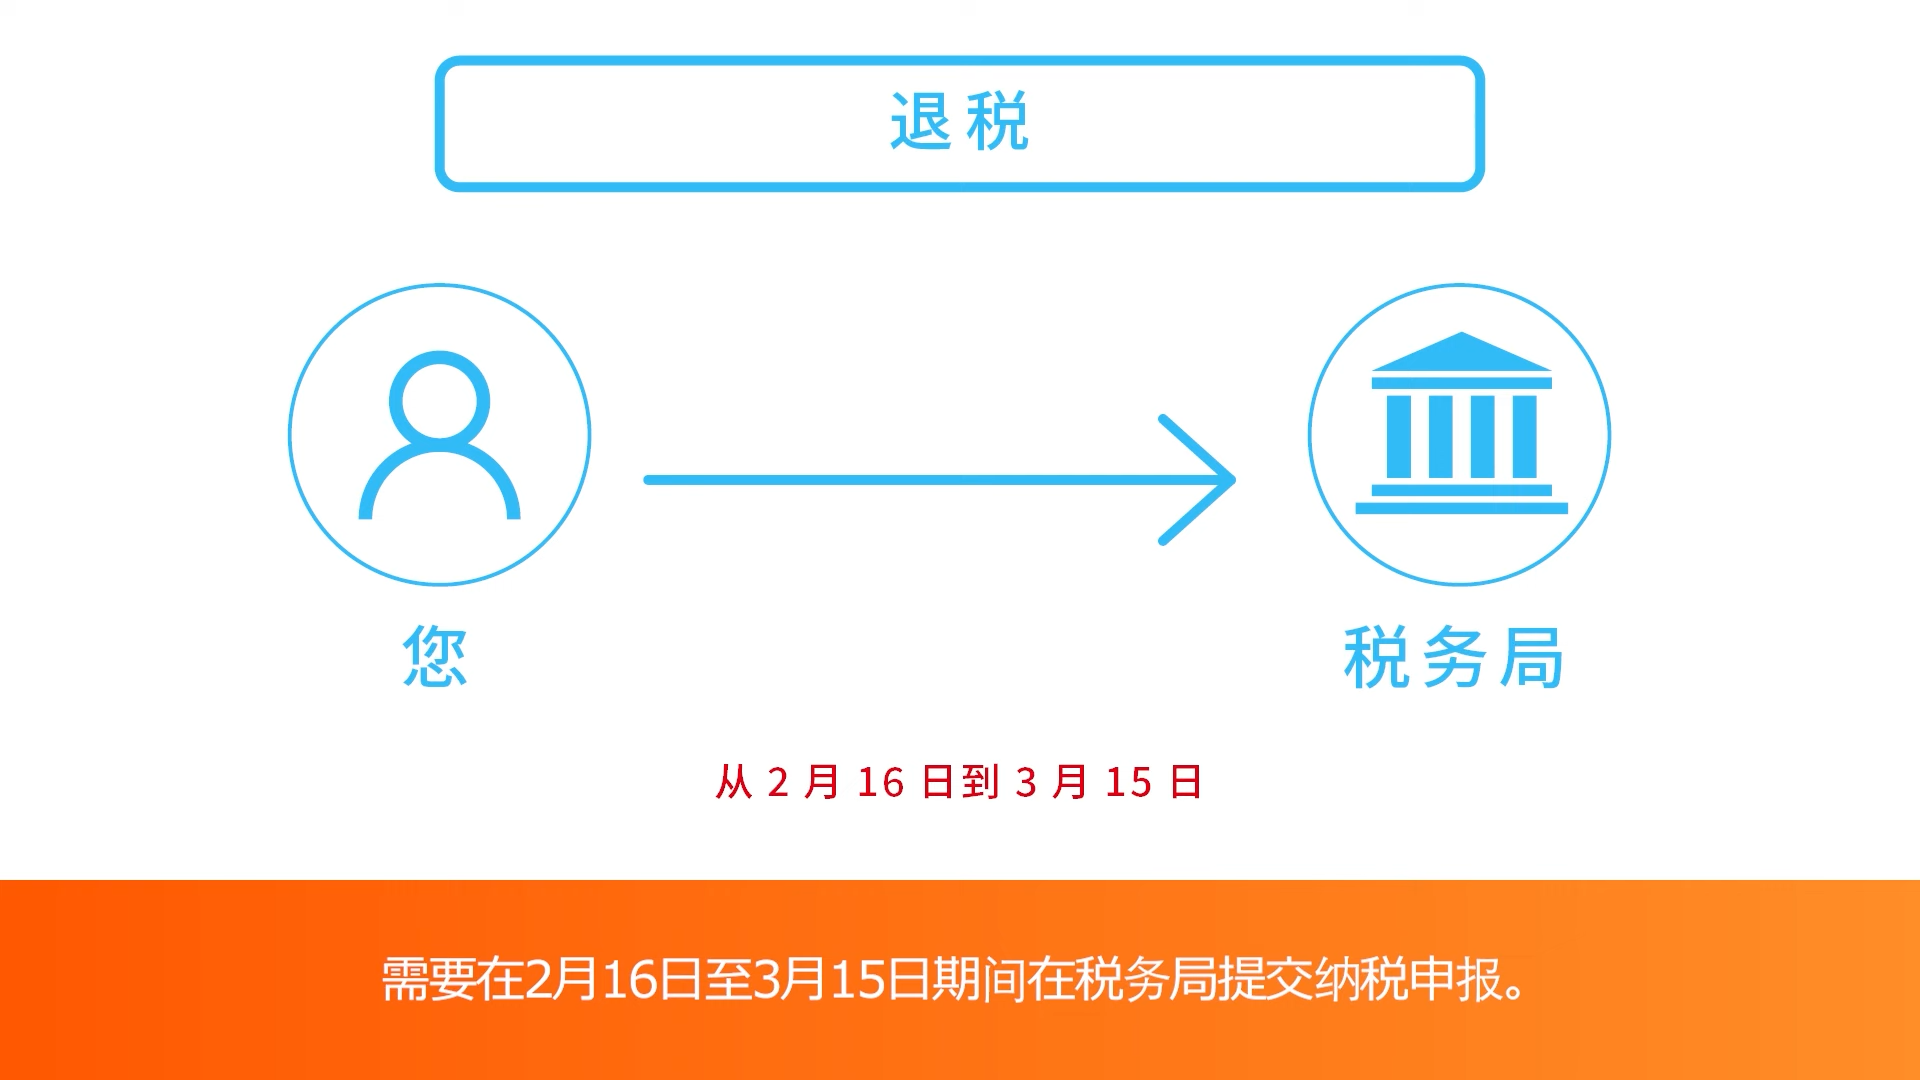 退税
您
税务局
从 2 月 16 日到 3 月 15 日
需要在2月16日至3月15日期间在税务局提交纳税申报。